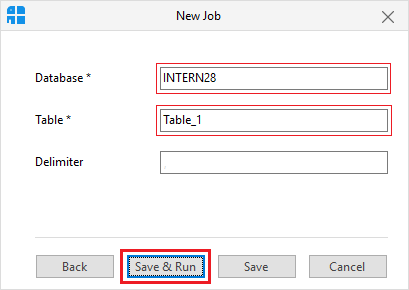 New Job
Database * INTERN28
Table * Table_1
Delimiter
Back Save & Run Save Cancel